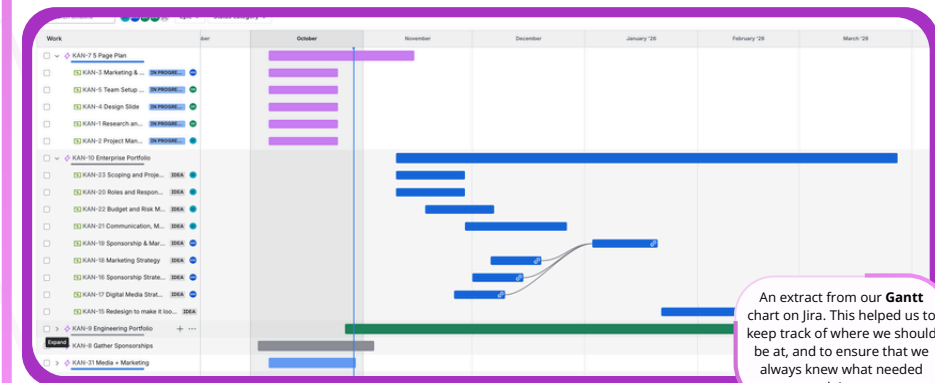 Work
October
November
December
January '26
February '26
March '26
KAN-7 5 Page Plan
KAN-3 Marketing & ... IN PROGRE...
KAN-5 Team Setup ... IN PROGRE...
KAN-4 Design Slide IN PROGRE...
KAN-1 Research an... IN PROGRE...
KAN-2 Project Man... IN PROGRE...
KAN-10 Enterprise Portfolio
KAN-23 Scoping and Proje... IDEA
KAN-20 Roles and Respon... IDEA
KAN-22 Budget and Risk M... IDEA
KAN-21 Communication, M... IDEA
KAN-19 Sponsorship & Mar... IDEA
KAN-18 Marketing Strategy IDEA
KAN-16 Sponsorship Strate... IDEA
KAN-17 Digital Media Strat... IDEA
KAN-15 Redesign to make it loo... IDEA
KAN-9 Engineering Portfolio
Expand
KAN-8 Gather Sponsorships
KAN-31 Media + Marketing
An extract from our Gantt
chart on Jira. This helped us to
keep track of where we should
be at, and to ensure that we
always knew what needed